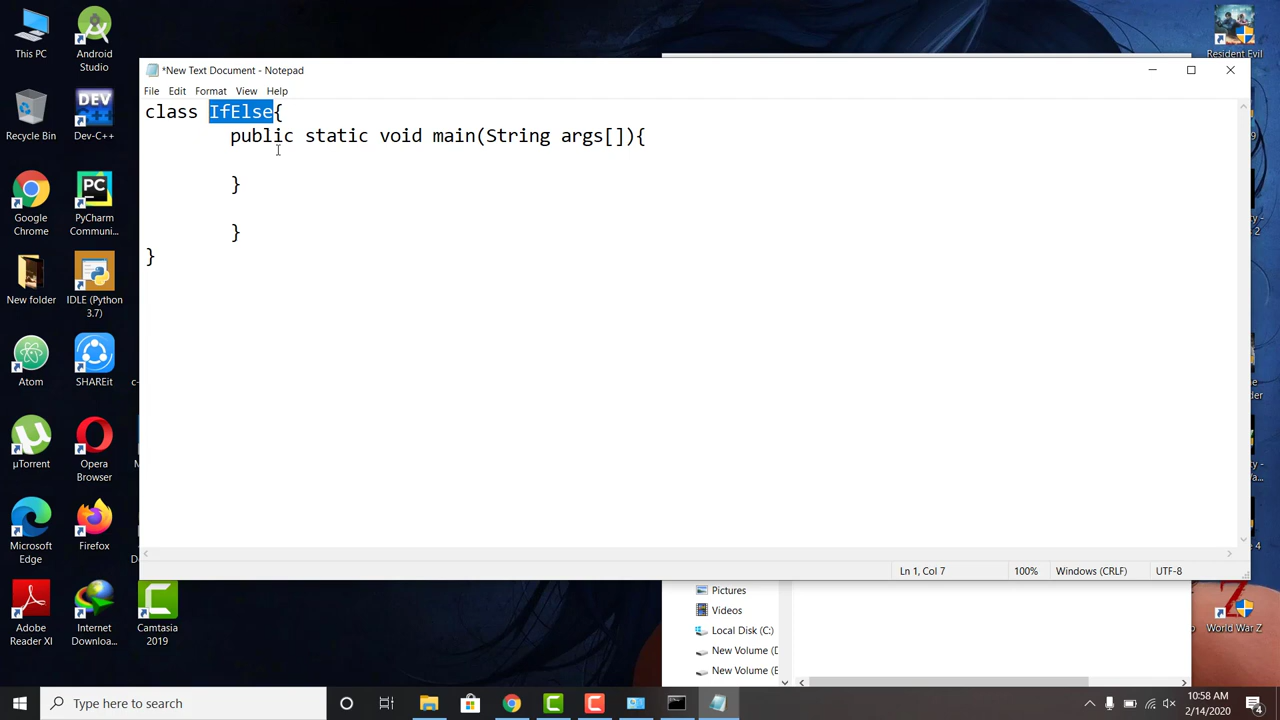 This PC
Android Studio
Resident Evil
Recycle Bin
Dev-C++
Google Chrome
PyCharm Communi...
New folder
IDLE (Python 3.7)
Atom
SHAREit
µTorrent
Opera Browser
Microsoft Edge
Firefox
Adobe Reader XI
Internet Downloa...
Camtasia 2019
World War Z
*New Text Document - Notepad
File Edit Format View Help
class IfElse{
public static void main(String args[]){
}
}
}
Ln 1, Col 7 100% Windows (CRLF) UTF-8
Pictures
Videos
Local Disk (C:)
New Volume (D
New Volume (E
Type here to search
10:58 AM
2/14/2020
4